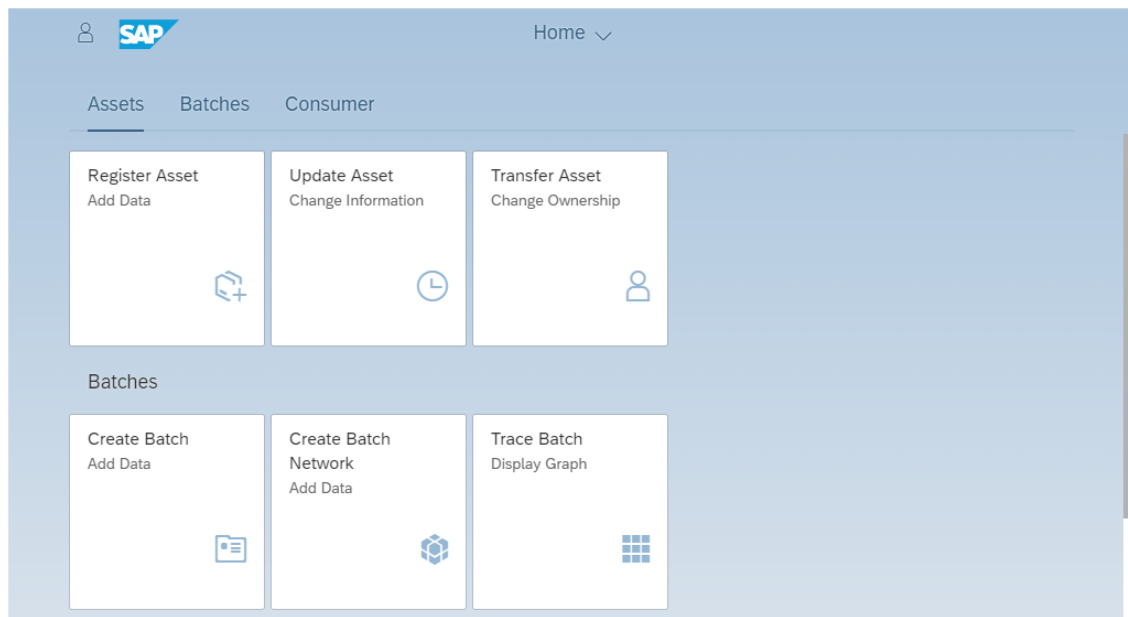 SAP
Home
Assets Batches Consumer
Register Asset
Add Data
Update Asset
Change Information
Transfer Asset
Change Ownership
Batches
Create Batch
Add Data
Create Batch
Network
Add Data
Trace Batch
Display Graph